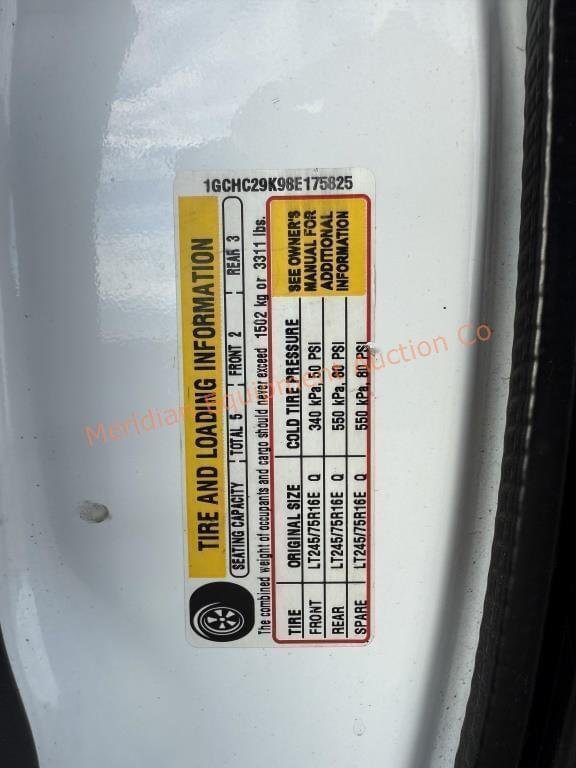 1GCHC29K98E175825
TIRE AND LOADING INFORMATION
SEATING CAPACITY TOTAL 5 FRONT 2 REAR 3
The combined weight of occupants and cargo should never exceed 1502 kg or 3311 lbs.
TIRE ORIGINAL SIZE COLD TIRE PRESSURE
FRONT LT245/75R16E Q 340 kPa, 50 PSI
REAR LT245/75R16E Q 550 kPa, 80 PSI
SPARE LT245/75R16E Q 550 kPa, 80 PSI
SEE OWNER'S
MANUAL FOR
ADDITIONAL
INFORMATION
Meridian Equipment Auction Co